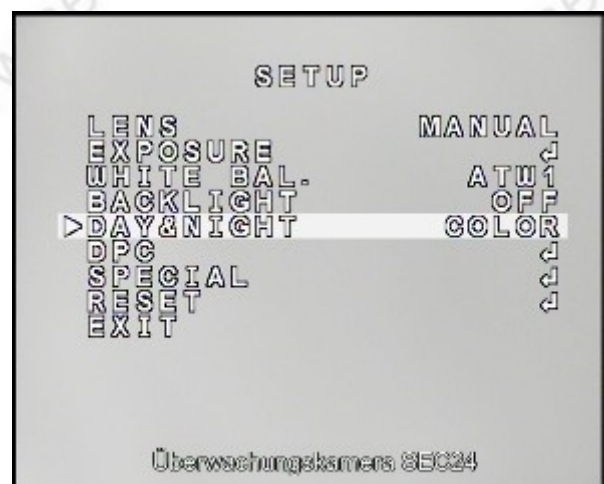 SETUP
LENS MANUAL
EXPOSURE ↲
WHITE BAL. ATW1
BACKLIGHT OFF
>DAY&NIGHT COLOR
DPC ↲
SPECIAL ↲
RESET ↲
EXIT
Überwachungskamera SEC24